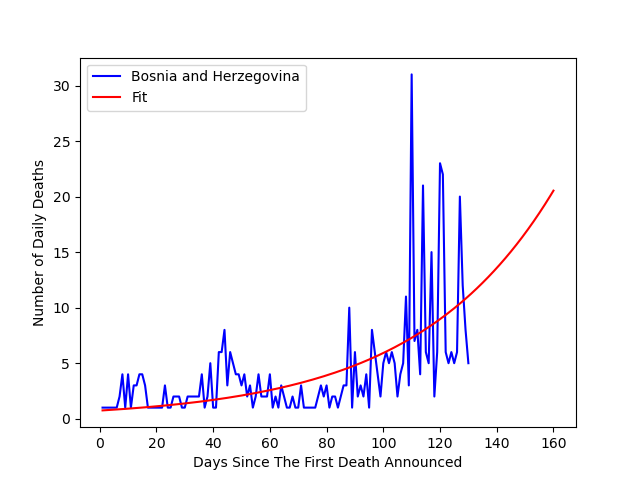 Bosnia and Herzegovina
Fit
Number of Daily Deaths
30
25
20
15
10
5
0
0 20 40 60 80 100 120 140 160
Days Since The First Death Announced